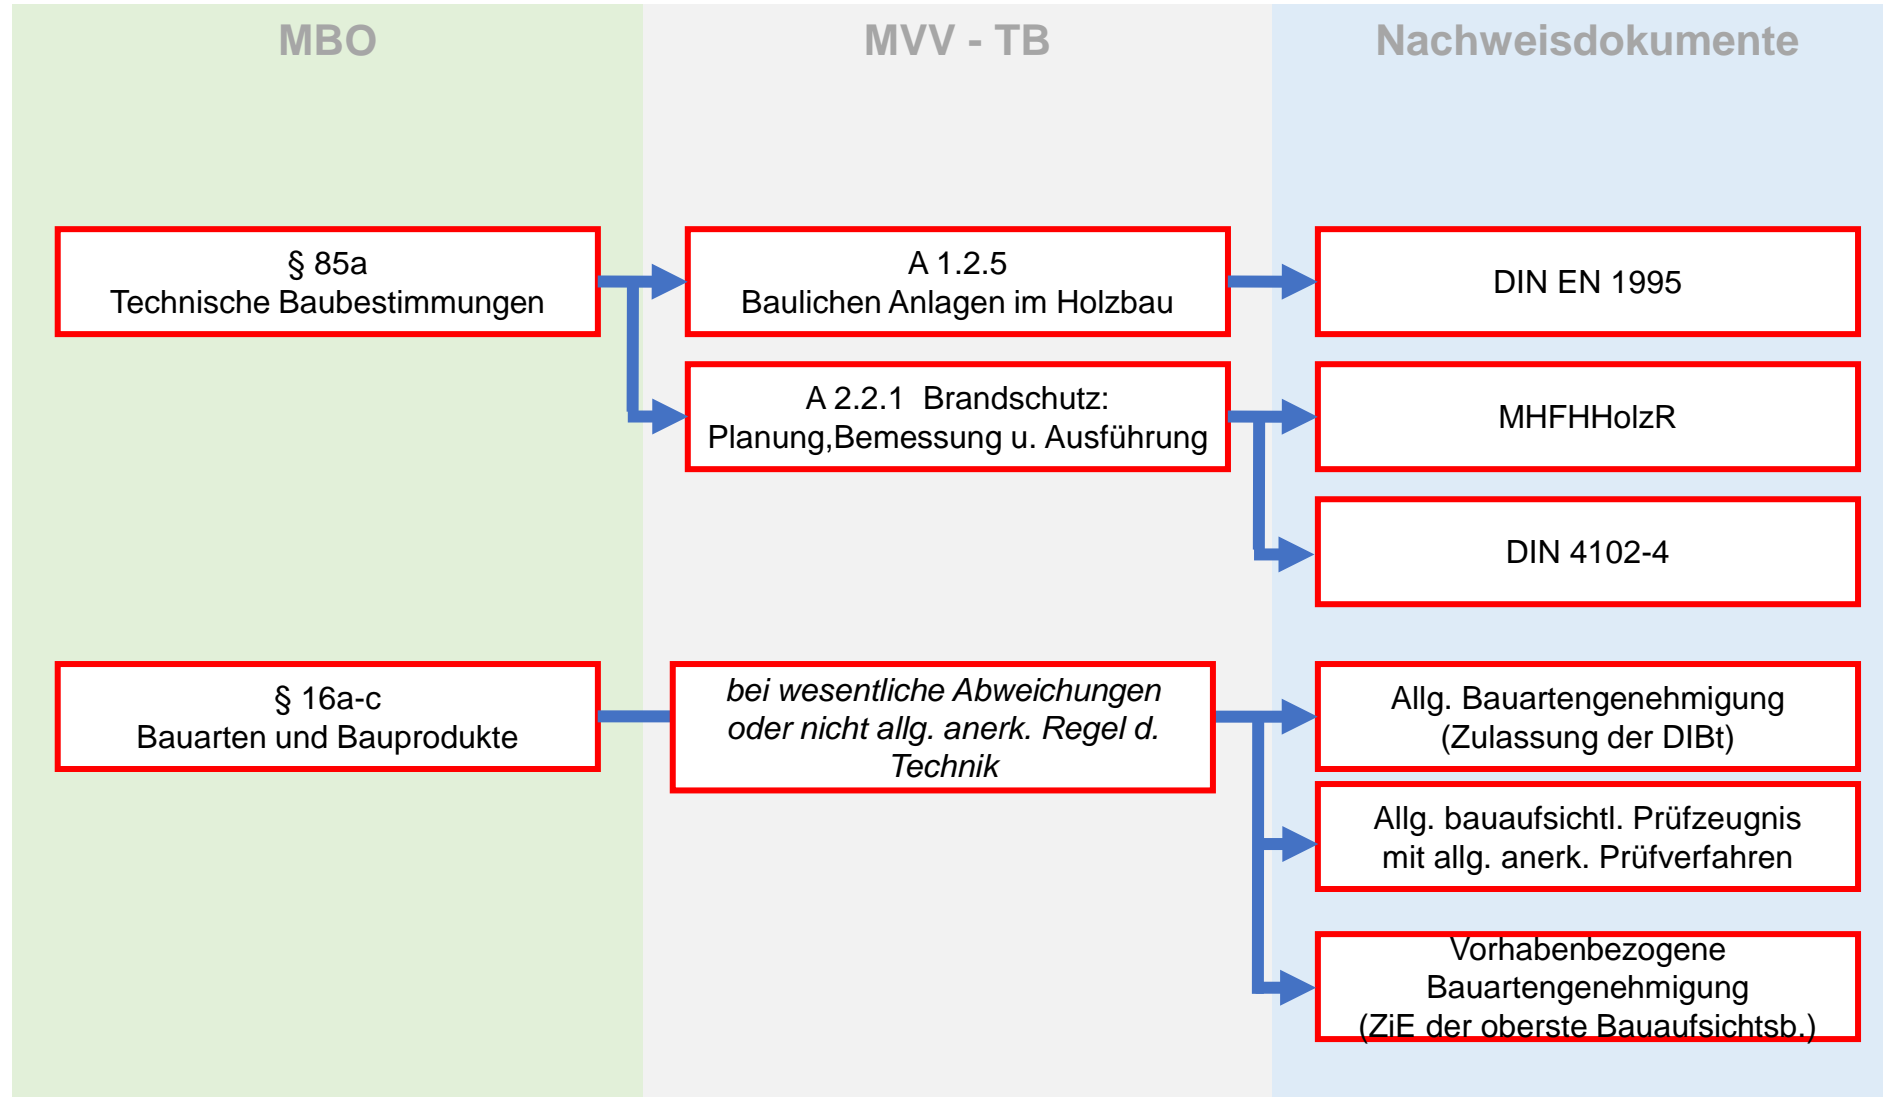 MBO
MVV - TB
Nachweisdokumente
§ 85a
Technische Baubestimmungen
A 1.2.5
Baulichen Anlagen im Holzbau
DIN EN 1995
A 2.2.1  Brandschutz:
Planung,Bemessung u. Ausführung
MHFHHolzR
DIN 4102-4
§ 16a-c
Bauarten und Bauprodukte
bei wesentliche Abweichungen
oder nicht allg. anerk. Regel d.
Technik
Allg. Bauartengenehmigung
(Zulassung der DIBt)
Allg. bauaufsichtl. Prüfzeugnis
mit allg. anerk. Prüfverfahren
Vorhabenbezogene
Bauartengenehmigung
(ZiE der oberste Bauaufsichtsb.)